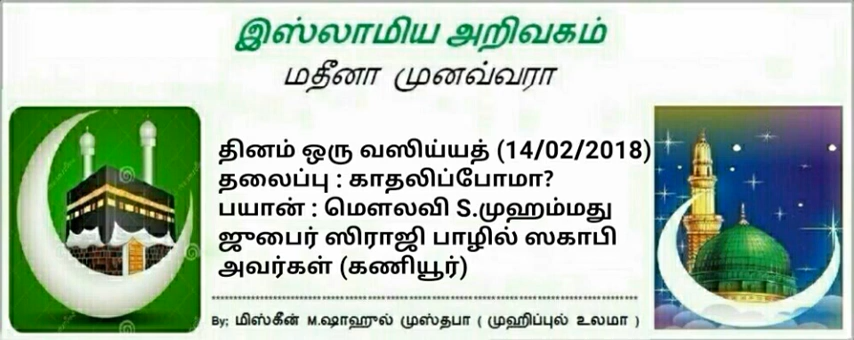 இஸ்லாமிய அறிவகம்
மதீனா முனவ்வரா
தினம் ஒரு வஸிய்யத் (14/02/2018)
தலைப்பு : காதலிப்போமா?
பயான் : மௌலவி S.முஹம்மது
ஜுபைர் ஸிராஜி பாழில் ஸகாபி
அவர்கள் (கணியூர்)
By; மிஸ்கீன் M.ஷாஹுல் முஸ்தபா ( முஹிப்புல் உலமா )